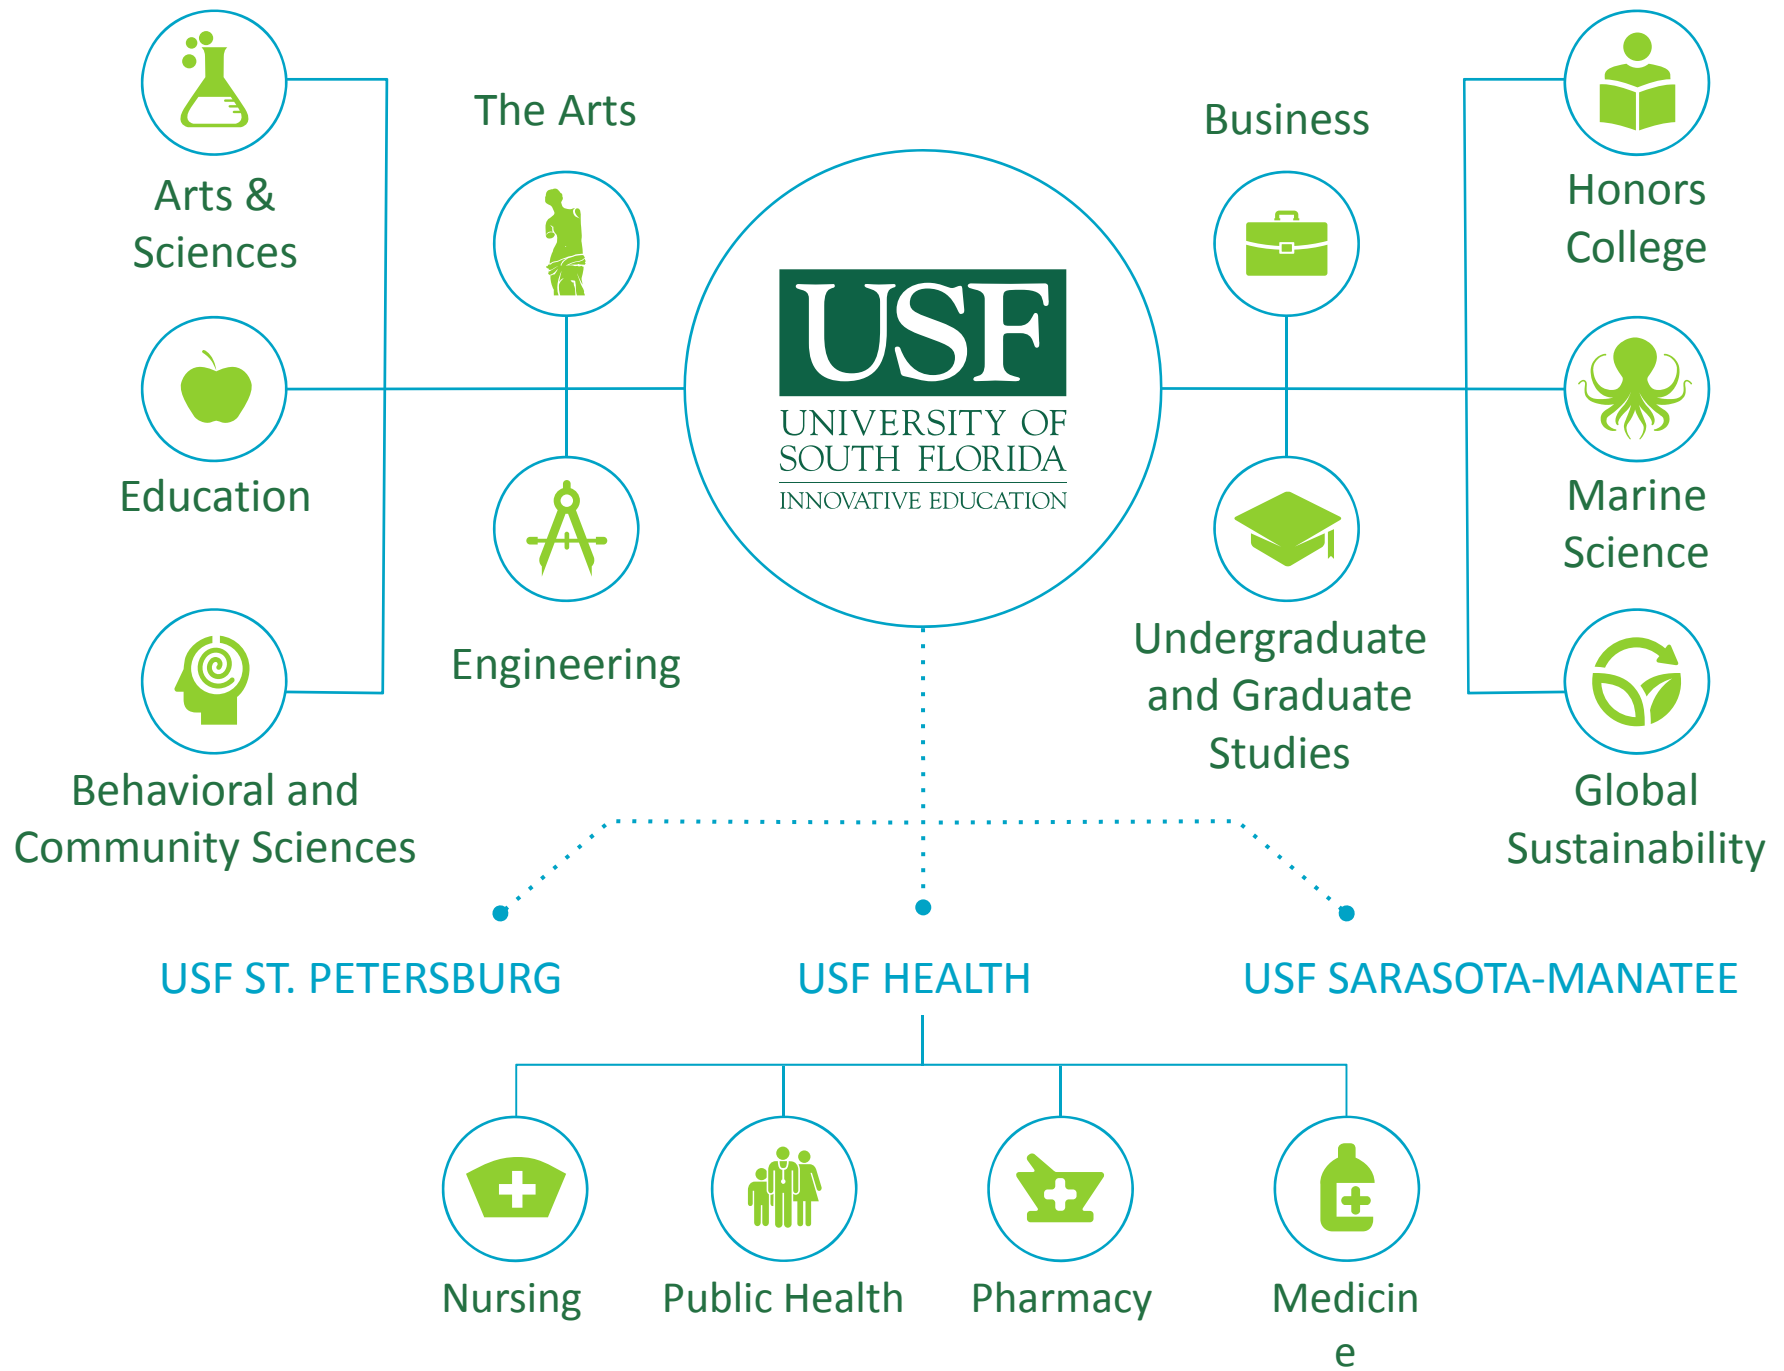 The Arts
Business
Arts &
Sciences
Honors
College
USF
UNIVERSITY OF
SOUTH FLORIDA
INNOVATIVE EDUCATION
Education
Marine
Science
Engineering
Undergraduate
and Graduate
Studies
Behavioral and
Community Sciences
Global
Sustainability
USF ST. PETERSBURG
USF HEALTH
USF SARASOTA-MANATEE
Nursing
Public Health
Pharmacy
Medicin
e